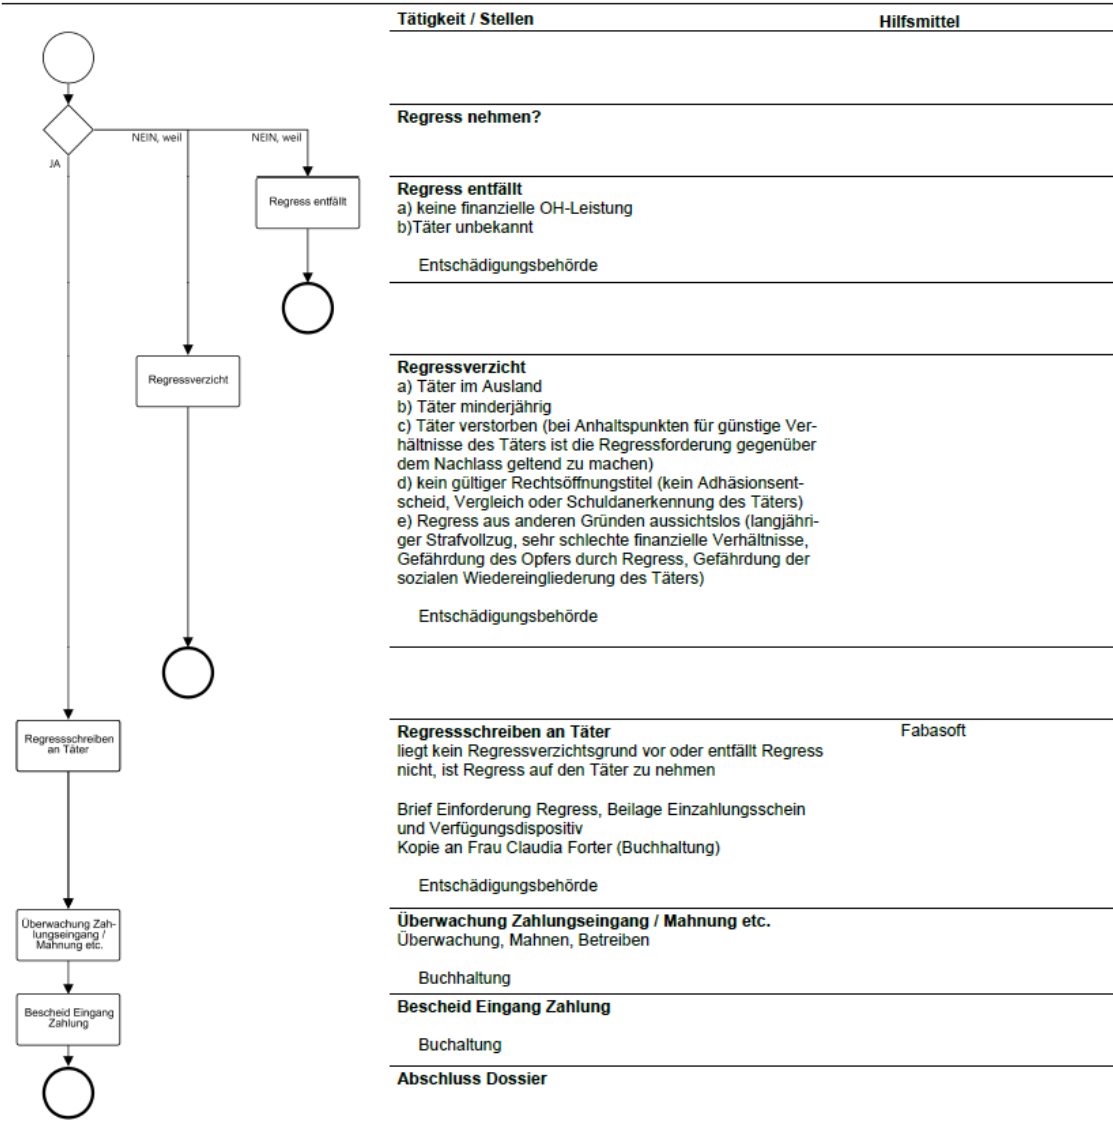 Tätigkeit / Stellen
Hilfsmittel
Regress nehmen?
NEIN, weil
NEIN, weil
JA
Regress entfällt
Regress entfällt
a) keine finanzielle OH-Leistung
b)Täter unbekannt
Entschädigungsbehörde
Regressverzicht
Regressverzicht
a) Täter im Ausland
b) Täter minderjährig
c) Täter verstorben (bei Anhaltspunkten für günstige Ver-
hältnisse des Täters ist die Regressforderung gegenüber
dem Nachlass geltend zu machen)
d) kein gültiger Rechtsöffnungstitel (kein Adhäsionsent-
scheid, Vergleich oder Schuldanerkennung des Täters)
e) Regress aus anderen Gründen aussichtslos (langjähri-
ger Strafvollzug, sehr schlechte finanzielle Verhältnisse,
Gefährdung des Opfers durch Regress, Gefährdung der
sozialen Wiedereingliederung des Täters)
Entschädigungsbehörde
Regressschreiben
an Täter
Regressschreiben an Täter
Fabasoft
liegt kein Regressverzichtsgrund vor oder entfällt Regress
nicht, ist Regress auf den Täter zu nehmen
Brief Einforderung Regress, Beilage Einzahlungsschein
und Verfügungsdispositiv
Kopie an Frau Claudia Forter (Buchhaltung)
Entschädigungsbehörde
Überwachung Zah-
lungseingang /
Mahnung etc.
Überwachung Zahlungseingang / Mahnung etc.
Überwachung, Mahnen, Betreiben
Buchhaltung
Bescheid Eingang
Zahlung
Bescheid Eingang Zahlung
Buchaltung
Abschluss Dossier